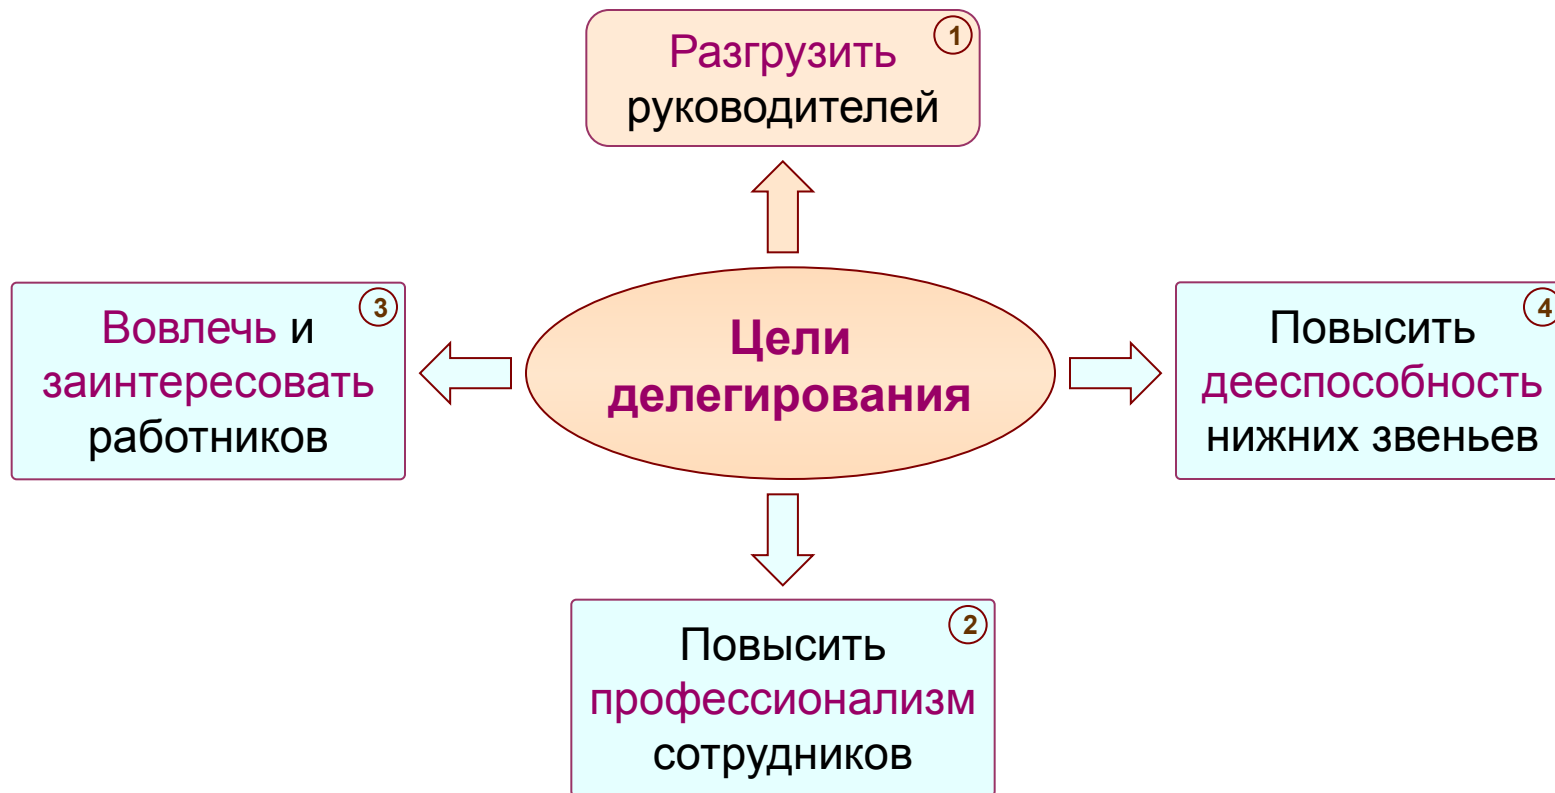 1
Разгрузить
руководителей
3
Вовлечь и
заинтересовать
работников
Цели
делегирования
4
Повысить
дееспособность
нижних звеньев
2
Повысить
профессионализм
сотрудников